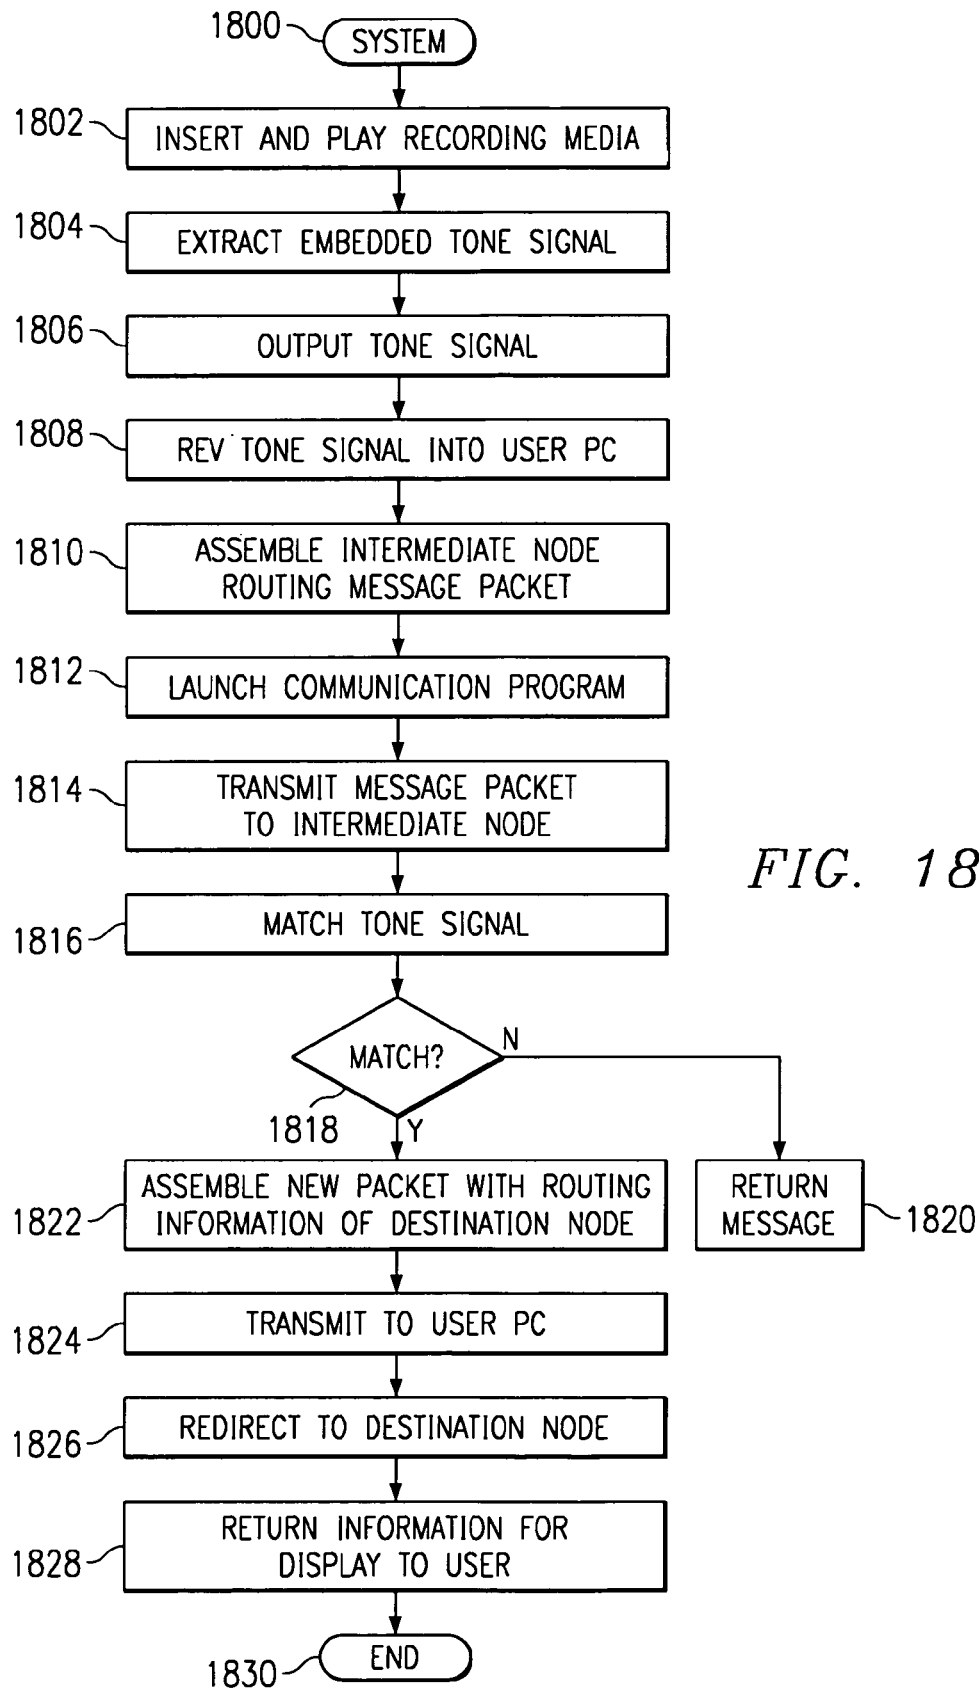 1800
SYSTEM
1802
INSERT AND PLAY RECORDING MEDIA
1804
EXTRACT EMBEDDED TONE SIGNAL
1806
OUTPUT TONE SIGNAL
1808
REV TONE SIGNAL INTO USER PC
1810
ASSEMBLE INTERMEDIATE NODE
ROUTING MESSAGE PACKET
1812
LAUNCH COMMUNICATION PROGRAM
1814
TRANSMIT MESSAGE PACKET
TO INTERMEDIATE NODE
FIG. 18
1816
MATCH TONE SIGNAL
MATCH?
N
1818
Y
1822
ASSEMBLE NEW PACKET WITH ROUTING
INFORMATION OF DESTINATION NODE
RETURN
MESSAGE
1820
1824
TRANSMIT TO USER PC
1826
REDIRECT TO DESTINATION NODE
1828
RETURN INFORMATION FOR
DISPLAY TO USER
1830
END